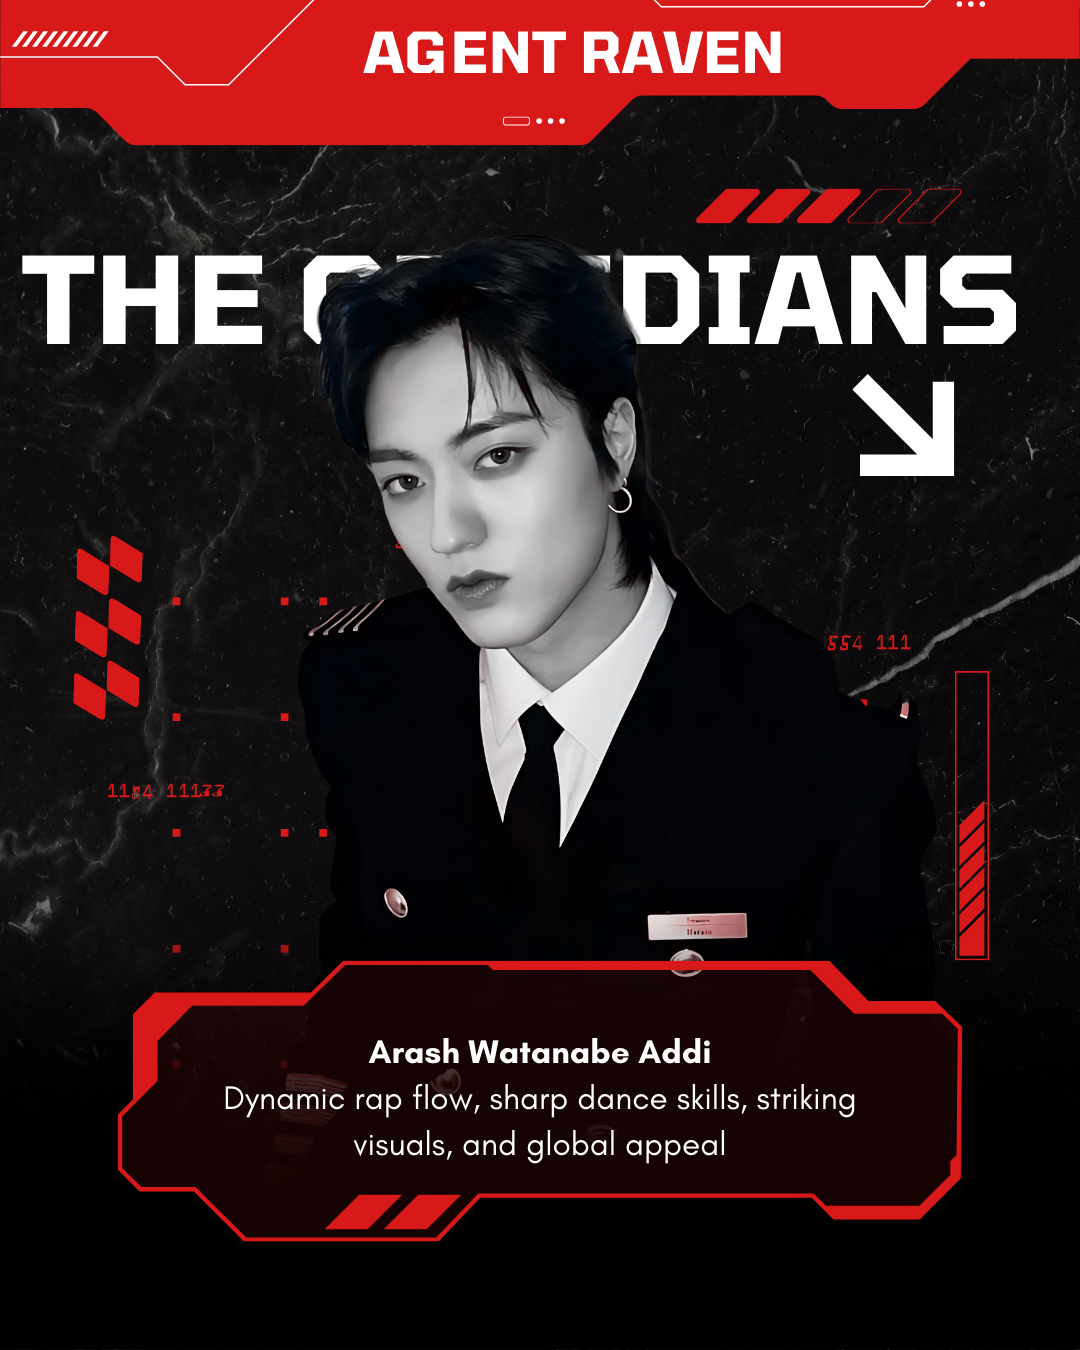 AGENT RAVEN
THE DIANS
554 111
Arash Watanabe Addi
Dynamic rap flow, sharp dance skills, striking
visuals, and global appeal